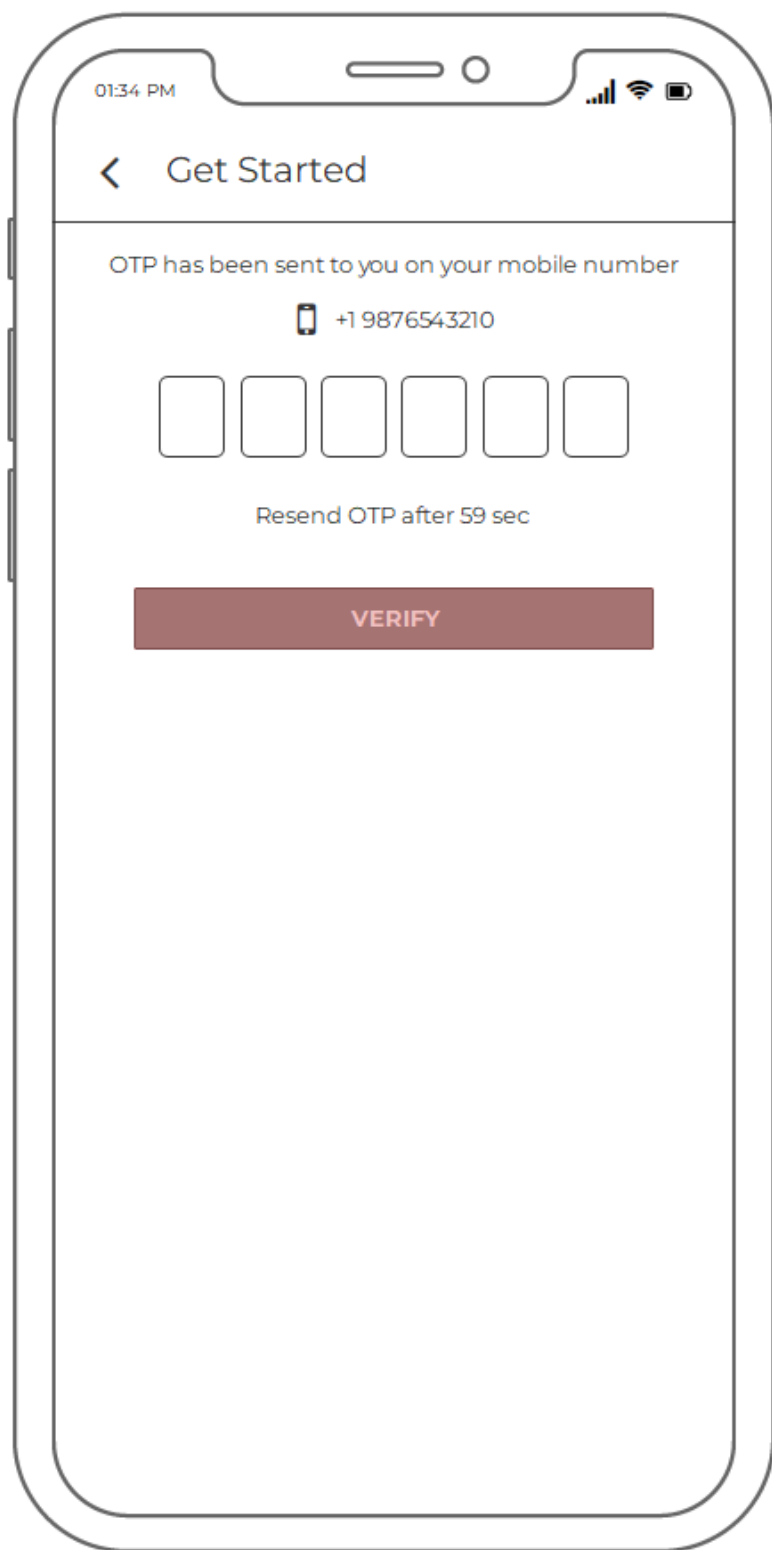 01:34 PM
Get Started
OTP has been sent to you on your mobile number
+1 9876543210
Resend OTP after 59 sec
VERIFY